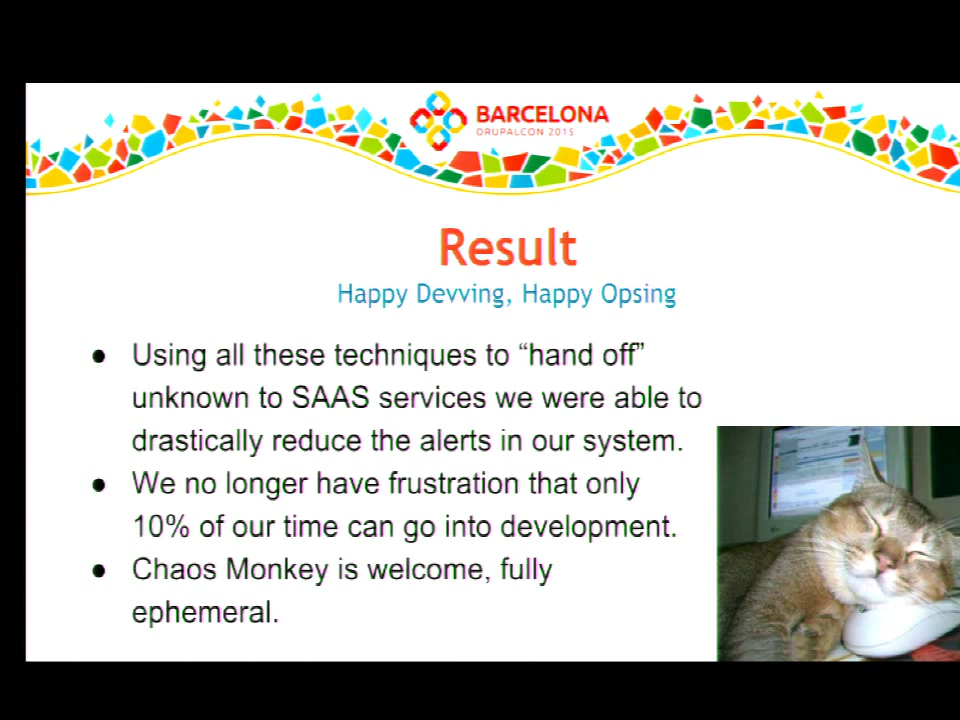 BARCELONA
DRUPALCON 2015
Result
Happy Devving, Happy Opsing
● Using all these techniques to “hand off”
unknown to SAAS services we were able to
drastically reduce the alerts in our system.
● We no longer have frustration that only
10% of our time can go into development.
● Chaos Monkey is welcome, fully
ephemeral.